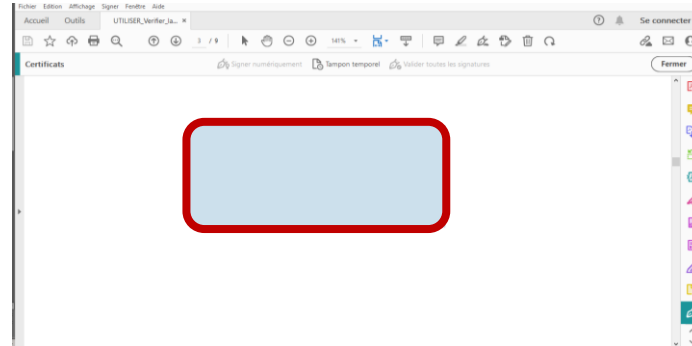 Fichier Edition Affichage Signer Fenêtre Aide
Accueil Outils UTILISER_Verifier_la... × Se connecter
3 / 9 141%
Certificats Signer numériquement Tampon temporel Valider toutes les signatures Fermer